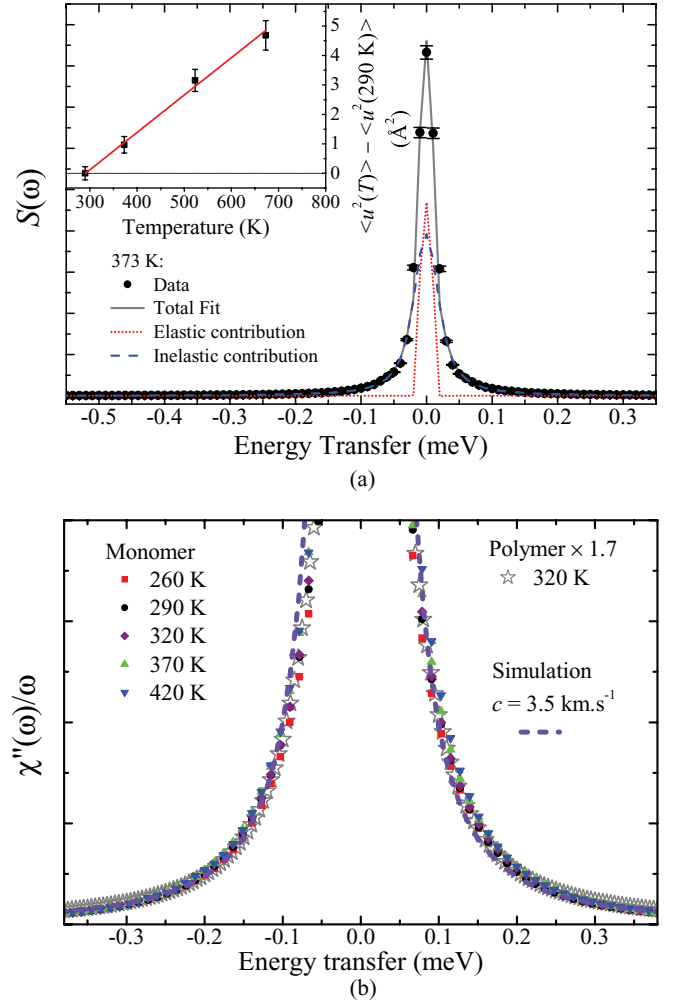 5
4
3
2
1
0
300 400 500 600 700 800
Temperature (K)
<u²(T)> − <u²(290 K)>
(Å²)
S(ω)
373 K:
Data
Total Fit
Elastic contribution
Inelastic contribution
-0.5 -0.4 -0.3 -0.2 -0.1 0.0 0.1 0.2 0.3
Energy Transfer (meV)
(a)
Monomer
260 K
290 K
320 K
370 K
420 K
Polymer × 1.7
320 K
Simulation
c = 3.5 km.s⁻¹
χ"(ω)/ω
-0.3 -0.2 -0.1 0.0 0.1 0.2 0.3
Energy transfer (meV)
(b)